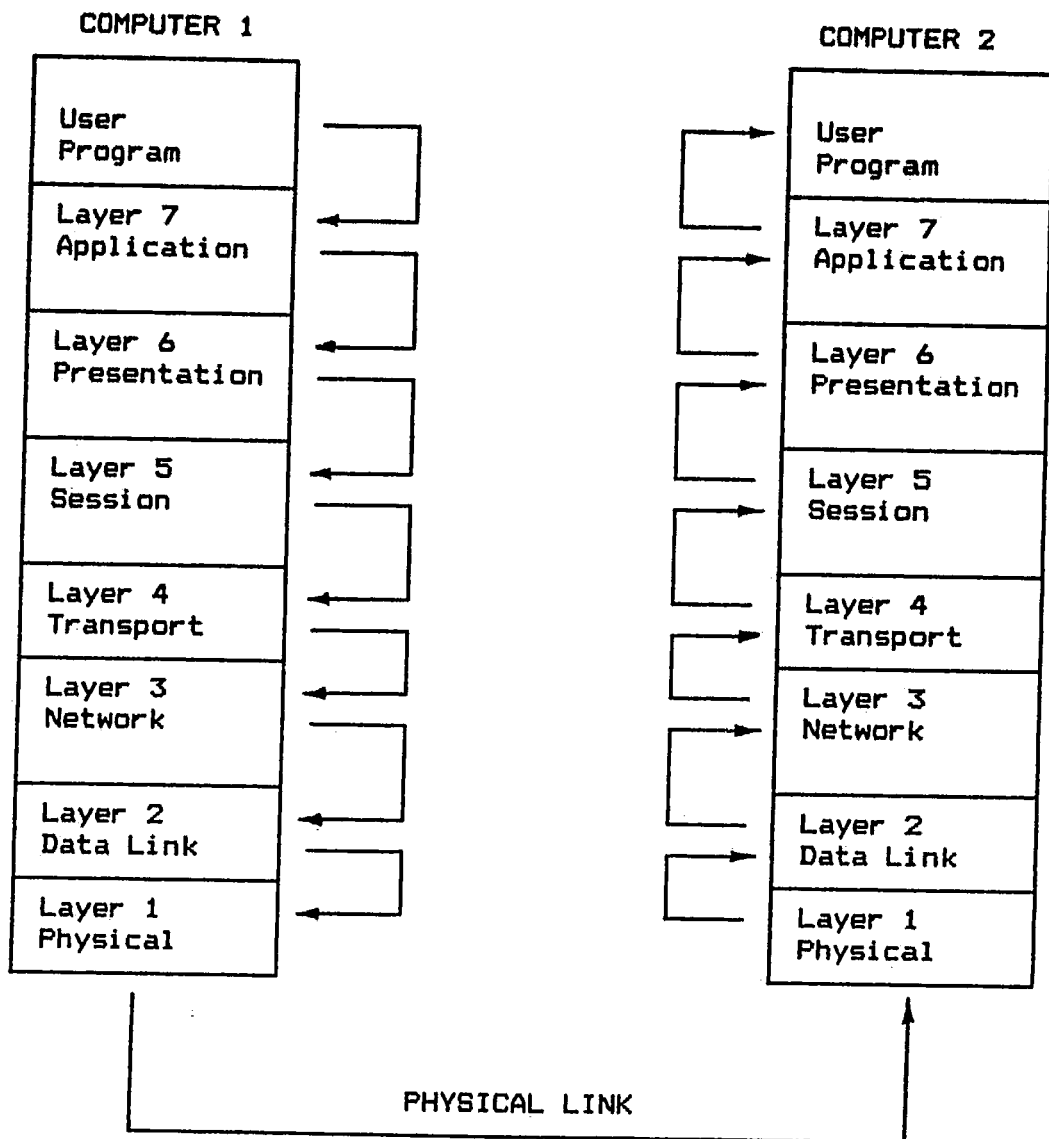 COMPUTER 1
User
Program
Layer 7
Application
Layer 6
Presentation
Layer 5
Session
Layer 4
Transport
Layer 3
Network
Layer 2
Data Link
Layer 1
Physical
COMPUTER 2
User
Program
Layer 7
Application
Layer 6
Presentation
Layer 5
Session
Layer 4
Transport
Layer 3
Network
Layer 2
Data Link
Layer 1
Physical
PHYSICAL LINK